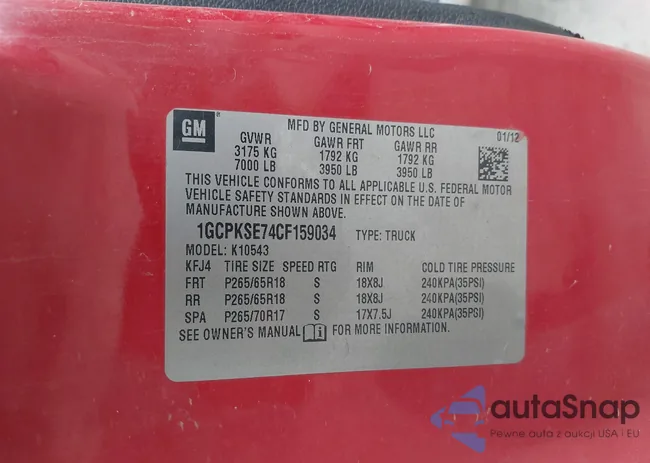 GM
MFD BY GENERAL MOTORS LLC 01/12
GVWR GAWR FRT GAWR RR
3175 KG 1792 KG 1792 KG
7000 LB 3950 LB 3950 LB
THIS VEHICLE CONFORMS TO ALL APPLICABLE U.S. FEDERAL MOTOR
VEHICLE SAFETY STANDARDS IN EFFECT ON THE DATE OF
MANUFACTURE SHOWN ABOVE.
1GCPKSE74CF159034 TYPE: TRUCK
MODEL: K10543
KFJ4 TIRE SIZE SPEED RTG RIM COLD TIRE PRESSURE
FRT P265/65R18 S 18X8J 240KPA(35PSI)
RR P265/65R18 S 18X8J 240KPA(35PSI)
SPA P265/70R17 S 17X7.5J 240KPA(35PSI)
SEE OWNER'S MANUAL FOR MORE INFORMATION.
autaSnap
Pewne auta z aukcji USA i EU